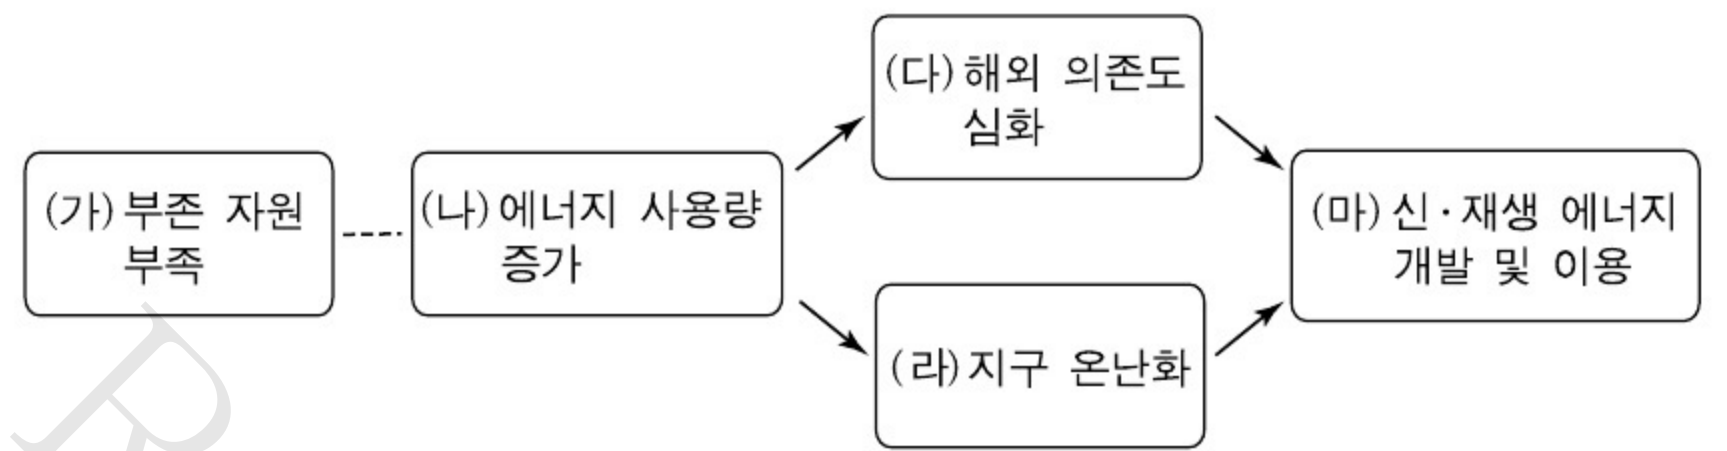 (가) 부존 자원
부족
(나) 에너지 사용량
증가
(다) 해외 의존도
심화
(라) 지구 온난화
(마) 신·재생 에너지
개발 및 이용